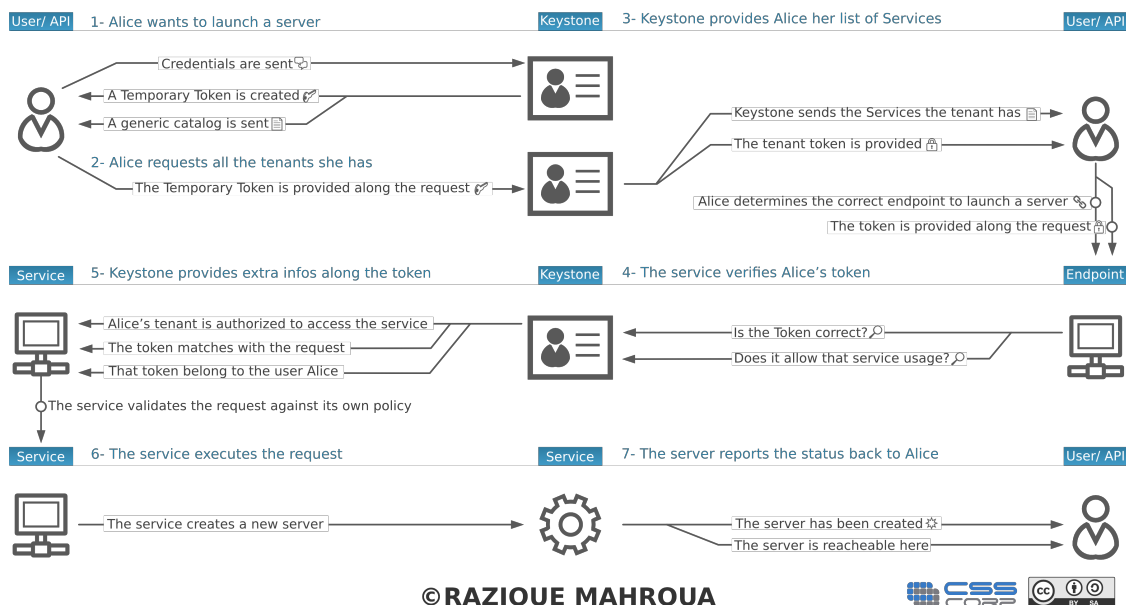 User/ API
1- Alice wants to launch a server
Keystone
3- Keystone provides Alice her list of Services
User/ API
Credentials are sent
A Temporary Token is created
A generic catalog is sent
2- Alice requests all the tenants she has
The Temporary Token is provided along the request
Keystone sends the Services the tenant has
The tenant token is provided
Alice determines the correct endpoint to launch a server
The token is provided along the request
Service
5- Keystone provides extra infos along the token
Keystone
4- The service verifies Alice's token
Endpoint
Alice's tenant is authorized to access the service
The token matches with the request
That token belong to the user Alice
Is the Token correct?
Does it allow that service usage?
The service validates the request against its own policy
Service
6- The service executes the request
Service
7- The server reports the status back to Alice
User/ API
The service creates a new server
The server has been created
The server is reacheable here
©RAZIQUE MAHROUA
CSS
CORP
cc
BY SA